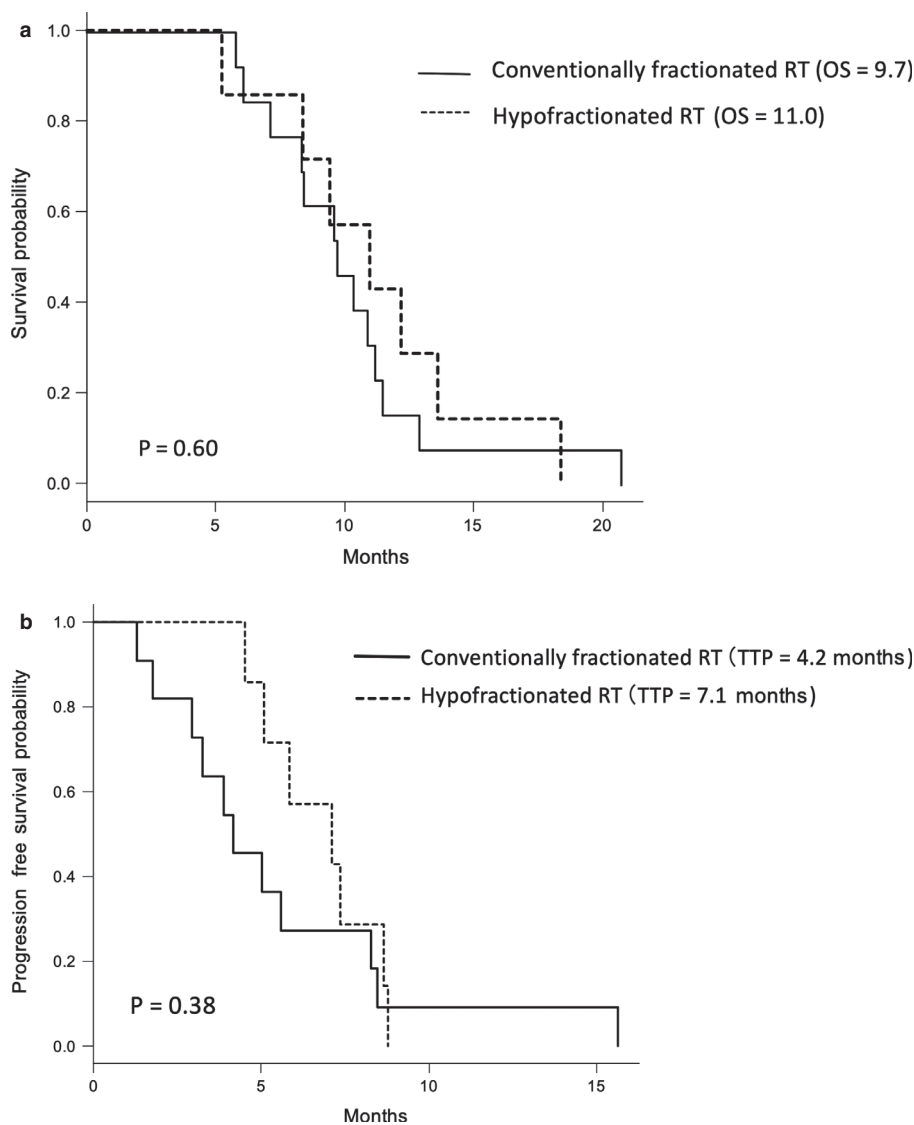 a
Conventionally fractionated RT (OS = 9.7)
Hypofractionated RT (OS = 11.0)
Survival probability
1.0
0.8
0.6
0.4
0.2
0.0
P = 0.60
0 5 10 15 20
Months
b
Conventionally fractionated RT (TTP = 4.2 months)
Hypofractionated RT (TTP = 7.1 months)
Progression free survival probability
1.0
0.8
0.6
0.4
0.2
0.0
P = 0.38
0 5 10 15
Months